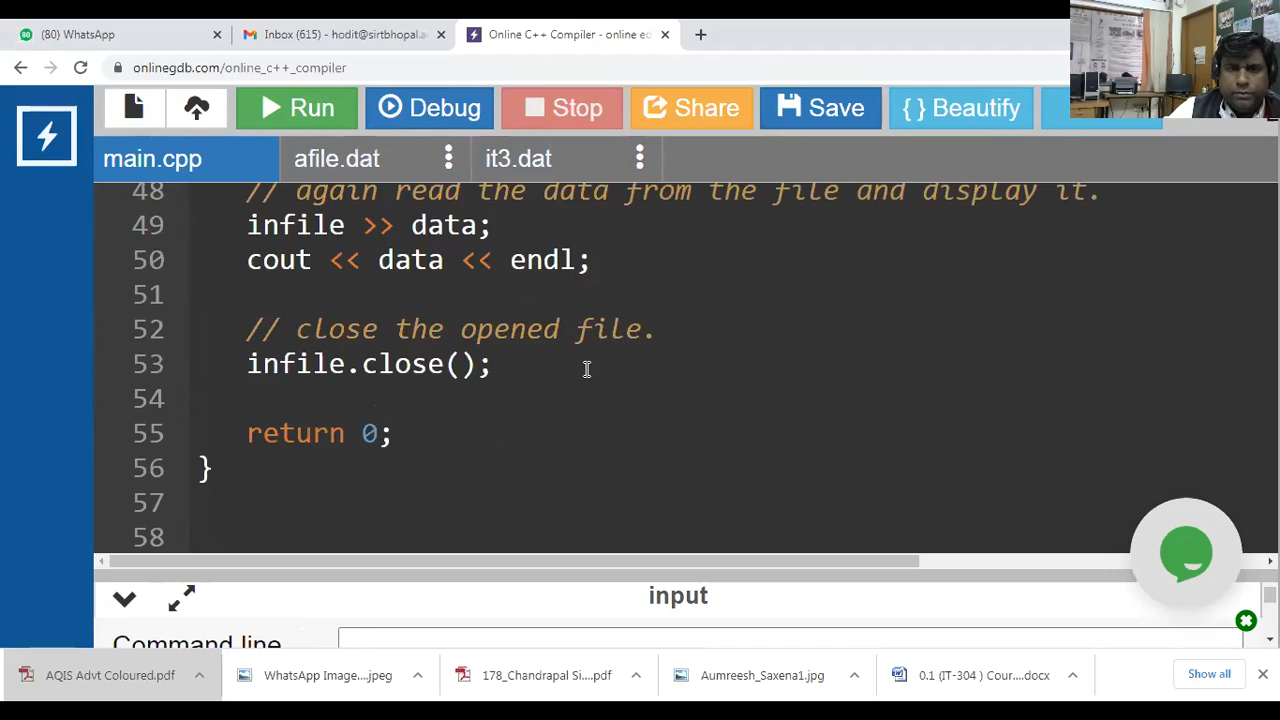 (80) WhatsApp
Inbox (615) - hodit@sirtbhopal.
Online C++ Compiler - online ed
onlinegdb.com/online_c++_compiler
Run
Debug
Stop
Share
Save
{ } Beautify
main.cpp
afile.dat
it3.dat
48 // again read the data from the file and display it.
49 infile >> data;
50 cout << data << endl;
51
52 // close the opened file.
53 infile.close();
54
55 return 0;
56 }
57
58
input
Command line
AQIS Advt Coloured.pdf
WhatsApp Image....jpeg
178_Chandrapal Si....pdf
Aumreesh_Saxena1.jpg
0.1 (IT-304 ) Cour....docx
Show all